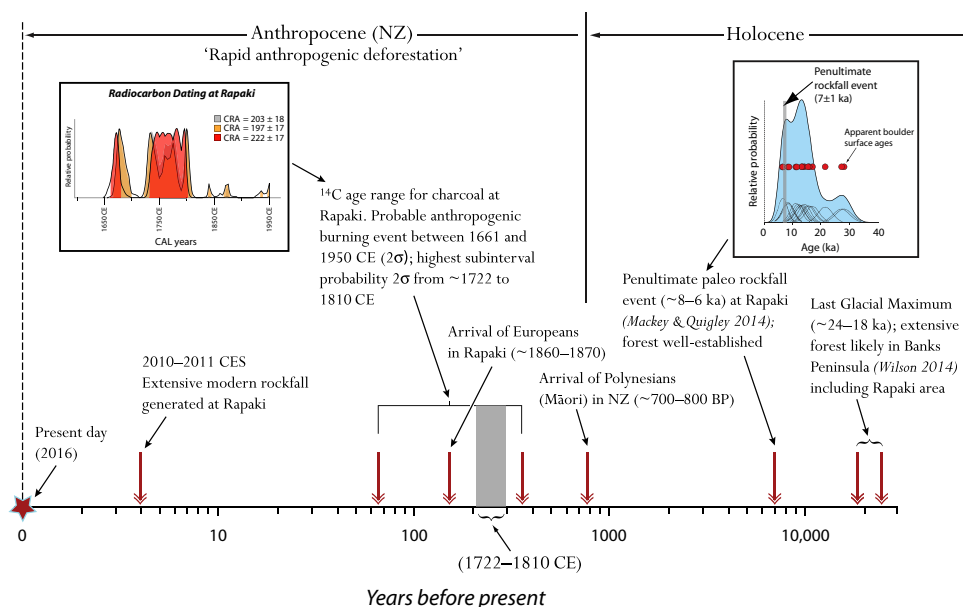 Anthropocene (NZ)
'Rapid anthropogenic deforestation'
Holocene
Radiocarbon Dating at Rapaki
CRA = 203 ± 18
CRA = 197 ± 17
CRA = 222 ± 17
Relative probability
1650 CE
1750 CE
1850 CE
1950 CE
CAL years
Penultimate
rockfall event
(7±1 ka)
Apparent boulder
surface ages
Relative probability
0
10
20
30
40
Age (ka)
14C age range for charcoal at
Rapaki. Probable anthropogenic
burning event between 1661 and
1950 CE (2σ); highest subinterval
probability 2σ from ~1722 to
1810 CE
Penultimate paleo rockfall
event (~8–6 ka) at Rapaki
(Mackey & Quigley 2014);
forest well-established
Last Glacial Maximum
(~24–18 ka); extensive
forest likely in Banks
Peninsula (Wilson 2014)
including Rapaki area
Arrival of Europeans
in Rapaki (~1860–1870)
2010–2011 CES
Extensive modern rockfall
generated at Rapaki
Arrival of Polynesians
(Māori) in NZ (~700–800 BP)
Present day
(2016)
0
10
100
1000
10,000
(1722–1810 CE)
Years before present